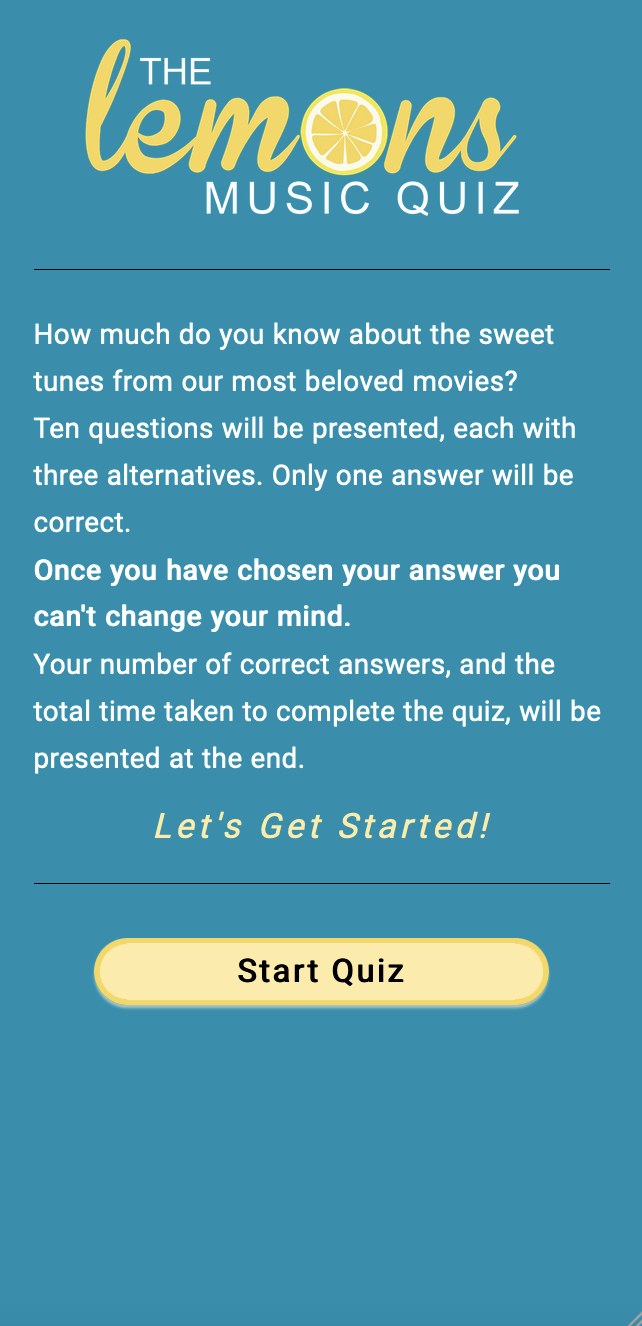 THE
lemons
MUSIC QUIZ
How much do you know about the sweet
tunes from our most beloved movies?
Ten questions will be presented, each with
three alternatives. Only one answer will be
correct.
Once you have chosen your answer you
can't change your mind.
Your number of correct answers, and the
total time taken to complete the quiz, will be
presented at the end.
Let's Get Started!
Start Quiz